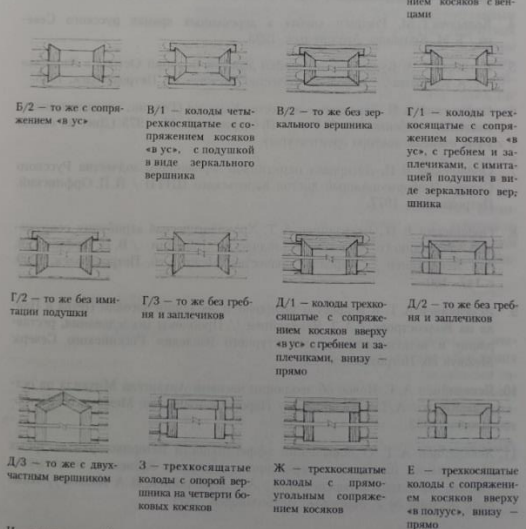 нием косяков с вен-
цами
Б/2 — то же с сопря-
жением «в ус»
В/1 — колоды четы-
рехкосящатые с со-
пряжением косяков
«в ус», с подушкой
в виде зеркального
вершника
В/2 — то же без зер-
кального вершника
Г/1 — колоды трех-
косящатые с сопря-
жением косяков «в
ус», с гребнем и за-
плечиками, с имита-
цией подушки в ви-
де зеркального вер-
шника
Г/2 — то же без ими-
тации подушки
Г/3 — то же без греб-
ня и заплечиков
Д/1 — колоды трехко-
сящатые с сопряже-
нием косяков вверху
«в ус» с гребнем и за-
плечиками, внизу —
прямо
Д/2 — то же без греб-
ня и заплечиков
Д/3 — то же с двух-
частным вершником
З — трехкосящатые
колоды с опорой вер-
шника на четверти бо-
ковых косяков
Ж — трехкосящатые
колоды с прямо-
угольным сопряже-
нием косяков
Е — трехкосящатые
колоды с сопряжени-
ем косяков вверху
«в полуус», внизу —
прямо